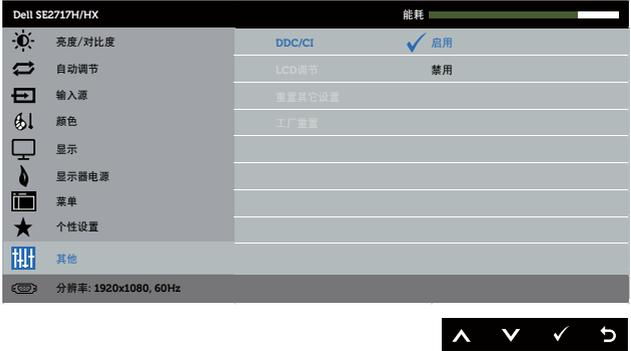 Dell SE2717H/HX 能耗
亮度/对比度 DDC/CI 启用
自动调节 LCD调节 禁用
输入源 重置其它设置
颜色 工厂重置
显示
显示器电源
菜单
个性设置
其他
分辨率: 1920x1080, 60Hz